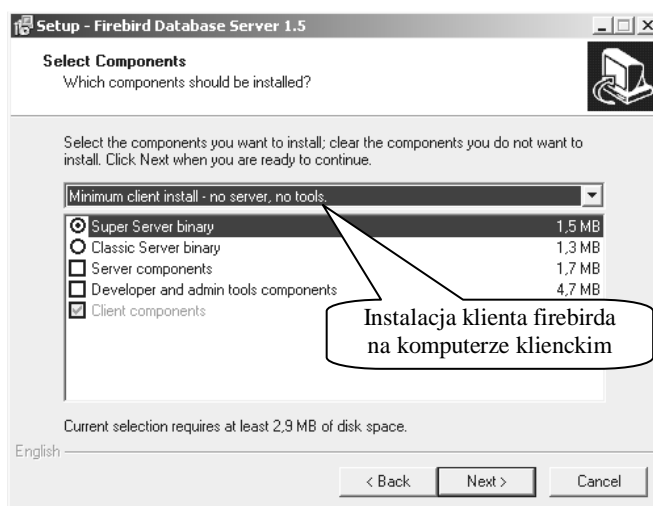 Setup - Firebird Database Server 1.5
Select Components
Which components should be installed?
Select the components you want to install; clear the components you do not want to
install. Click Next when you are ready to continue.
Minimum client install - no server, no tools.
Super Server binary 1,5 MB
Classic Server binary 1,3 MB
Server components 1,7 MB
Developer and admin tools components 4,7 MB
Client components
Instalacja klienta firebirda
na komputerze klienckim
Current selection requires at least 2,9 MB of disk space.
English
< Back Next > Cancel